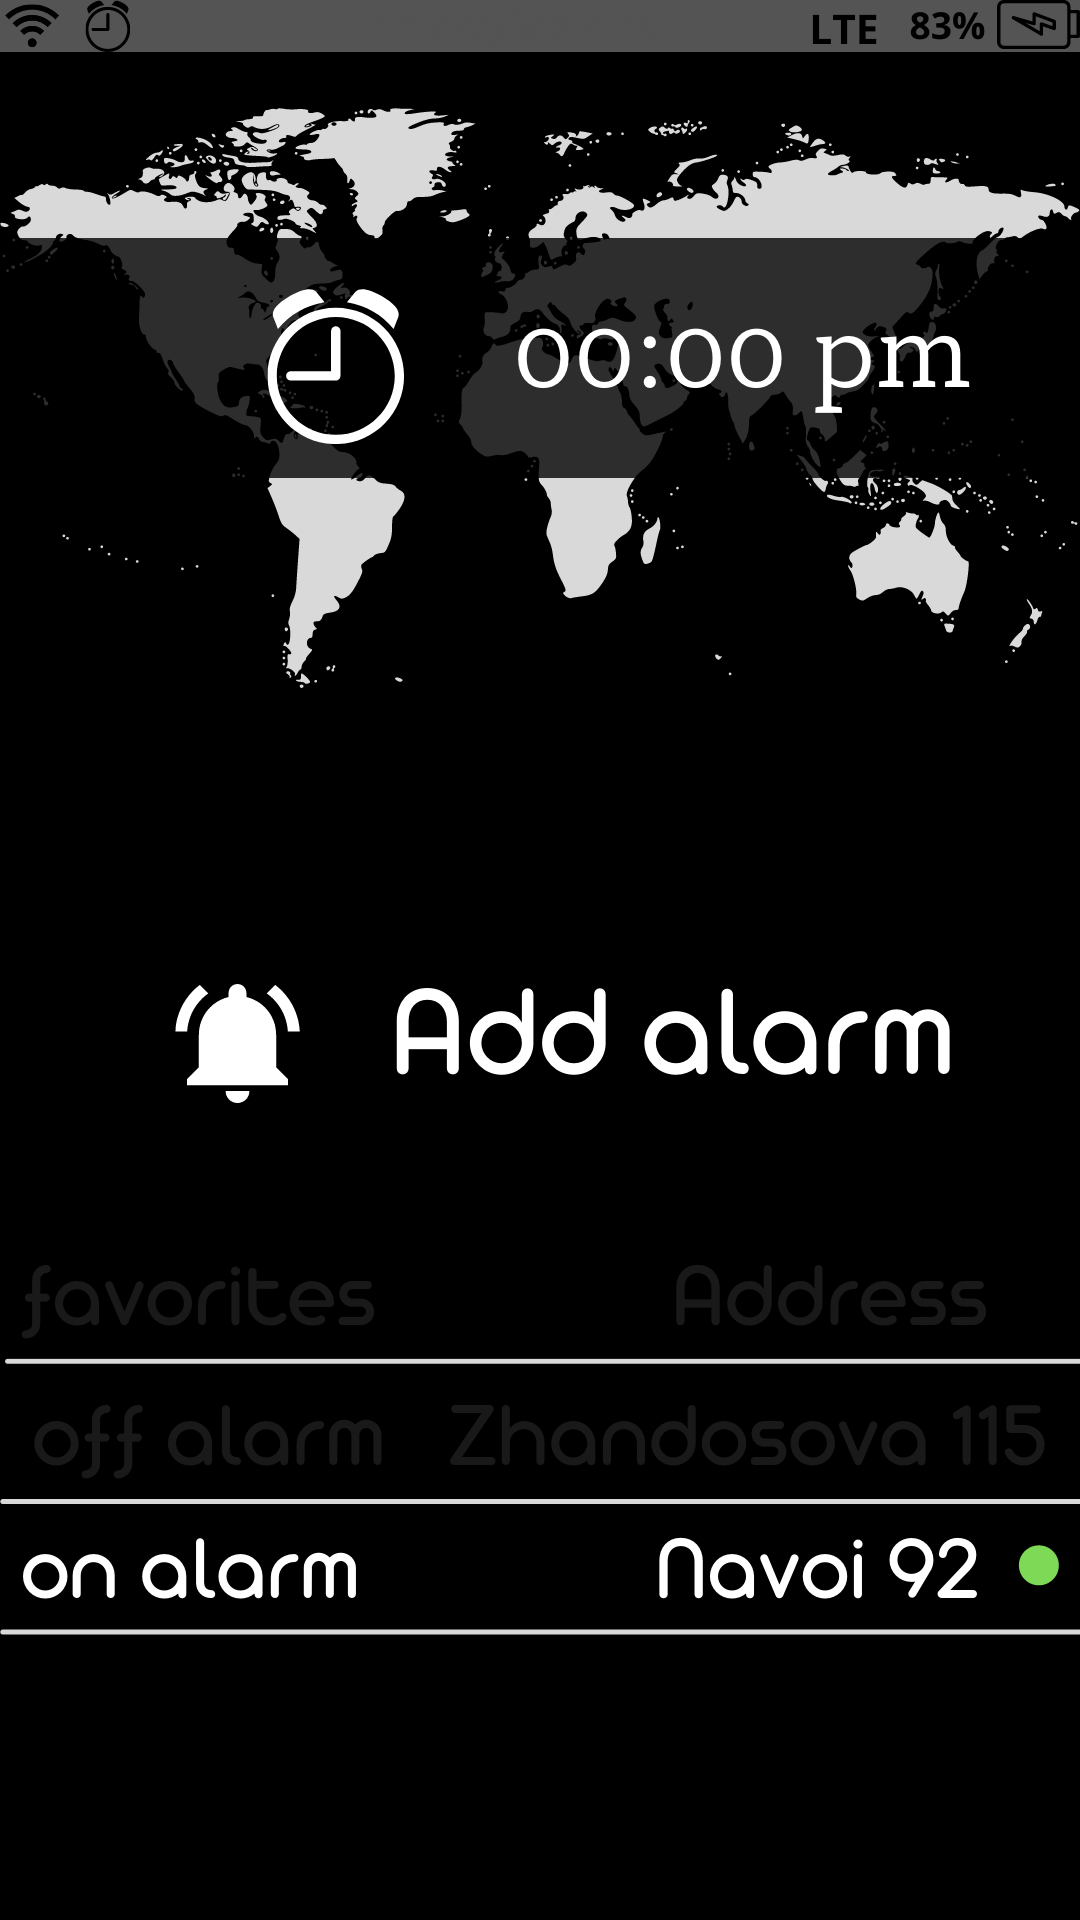 LTE 83%
00:00 pm
Add alarm
favorites Address
off alarm Zhandosova 115
on alarm Navoi 92